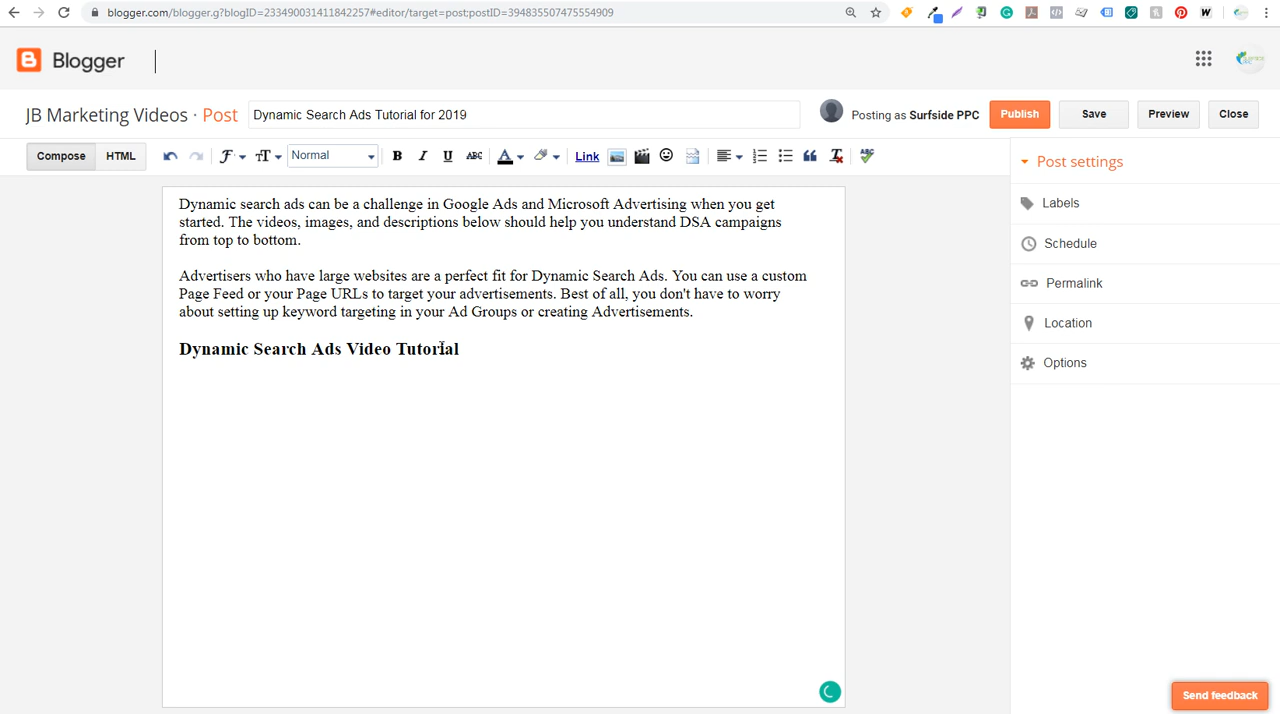 blogger.com/blogger.g?blogID=233490031411842257#editor/target=post;postID=394835507475554909
Blogger
JB Marketing Videos · Post
Dynamic Search Ads Tutorial for 2019
Posting as Surfside PPC
Publish
Save
Preview
Close
Compose
HTML
Normal
B I U ABC A
Link
Post settings
Labels
Schedule
Permalink
Location
Options
Dynamic search ads can be a challenge in Google Ads and Microsoft Advertising when you get
started. The videos, images, and descriptions below should help you understand DSA campaigns
from top to bottom.
Advertisers who have large websites are a perfect fit for Dynamic Search Ads. You can use a custom
Page Feed or your Page URLs to target your advertisements. Best of all, you don't have to worry
about setting up keyword targeting in your Ad Groups or creating Advertisements.
Dynamic Search Ads Video Tutorial
Send feedback